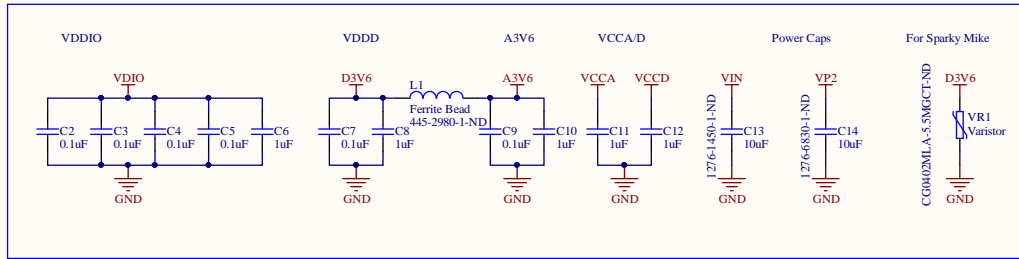 VDDIO
VDDD
A3V6
VCCA/D
Power Caps
For Sparky Mike
VDIO
D3V6
L1
A3V6
VCCA
VCCD
VIN
VP2
D3V6
Ferrite Bead
445-2980-1-ND
C2
0.1uF
C3
0.1uF
C4
0.1uF
C5
0.1uF
C6
1uF
C7
0.1uF
C8
1uF
C9
0.1uF
C10
1uF
C11
1uF
C12
1uF
1276-1450-1-ND
C13
10uF
1276-6830-1-ND
C14
10uF
CG0402MLA-5.5MGCT-ND
VR1
Varistor
GND
GND
GND
GND
GND
GND
GND